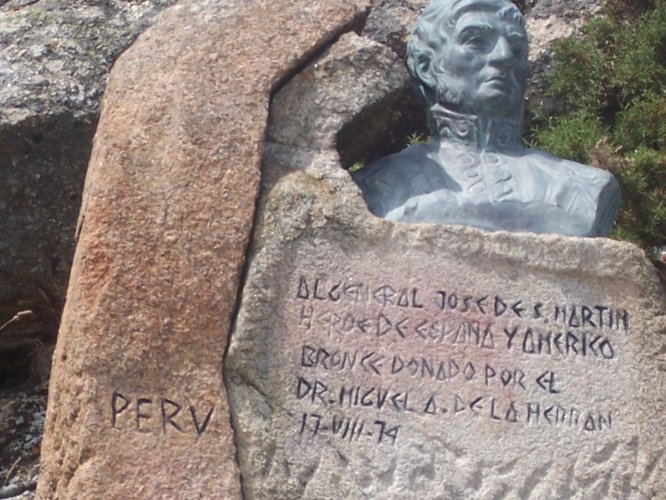 AL GENERAL JOSE DE S. MARTIN
HEROE DE ESPAÑA Y AMERICO
BRONCE DONADO POR EL
DR. MIGUEL A. DE LA HERRAN
17-VIII-74
PERV